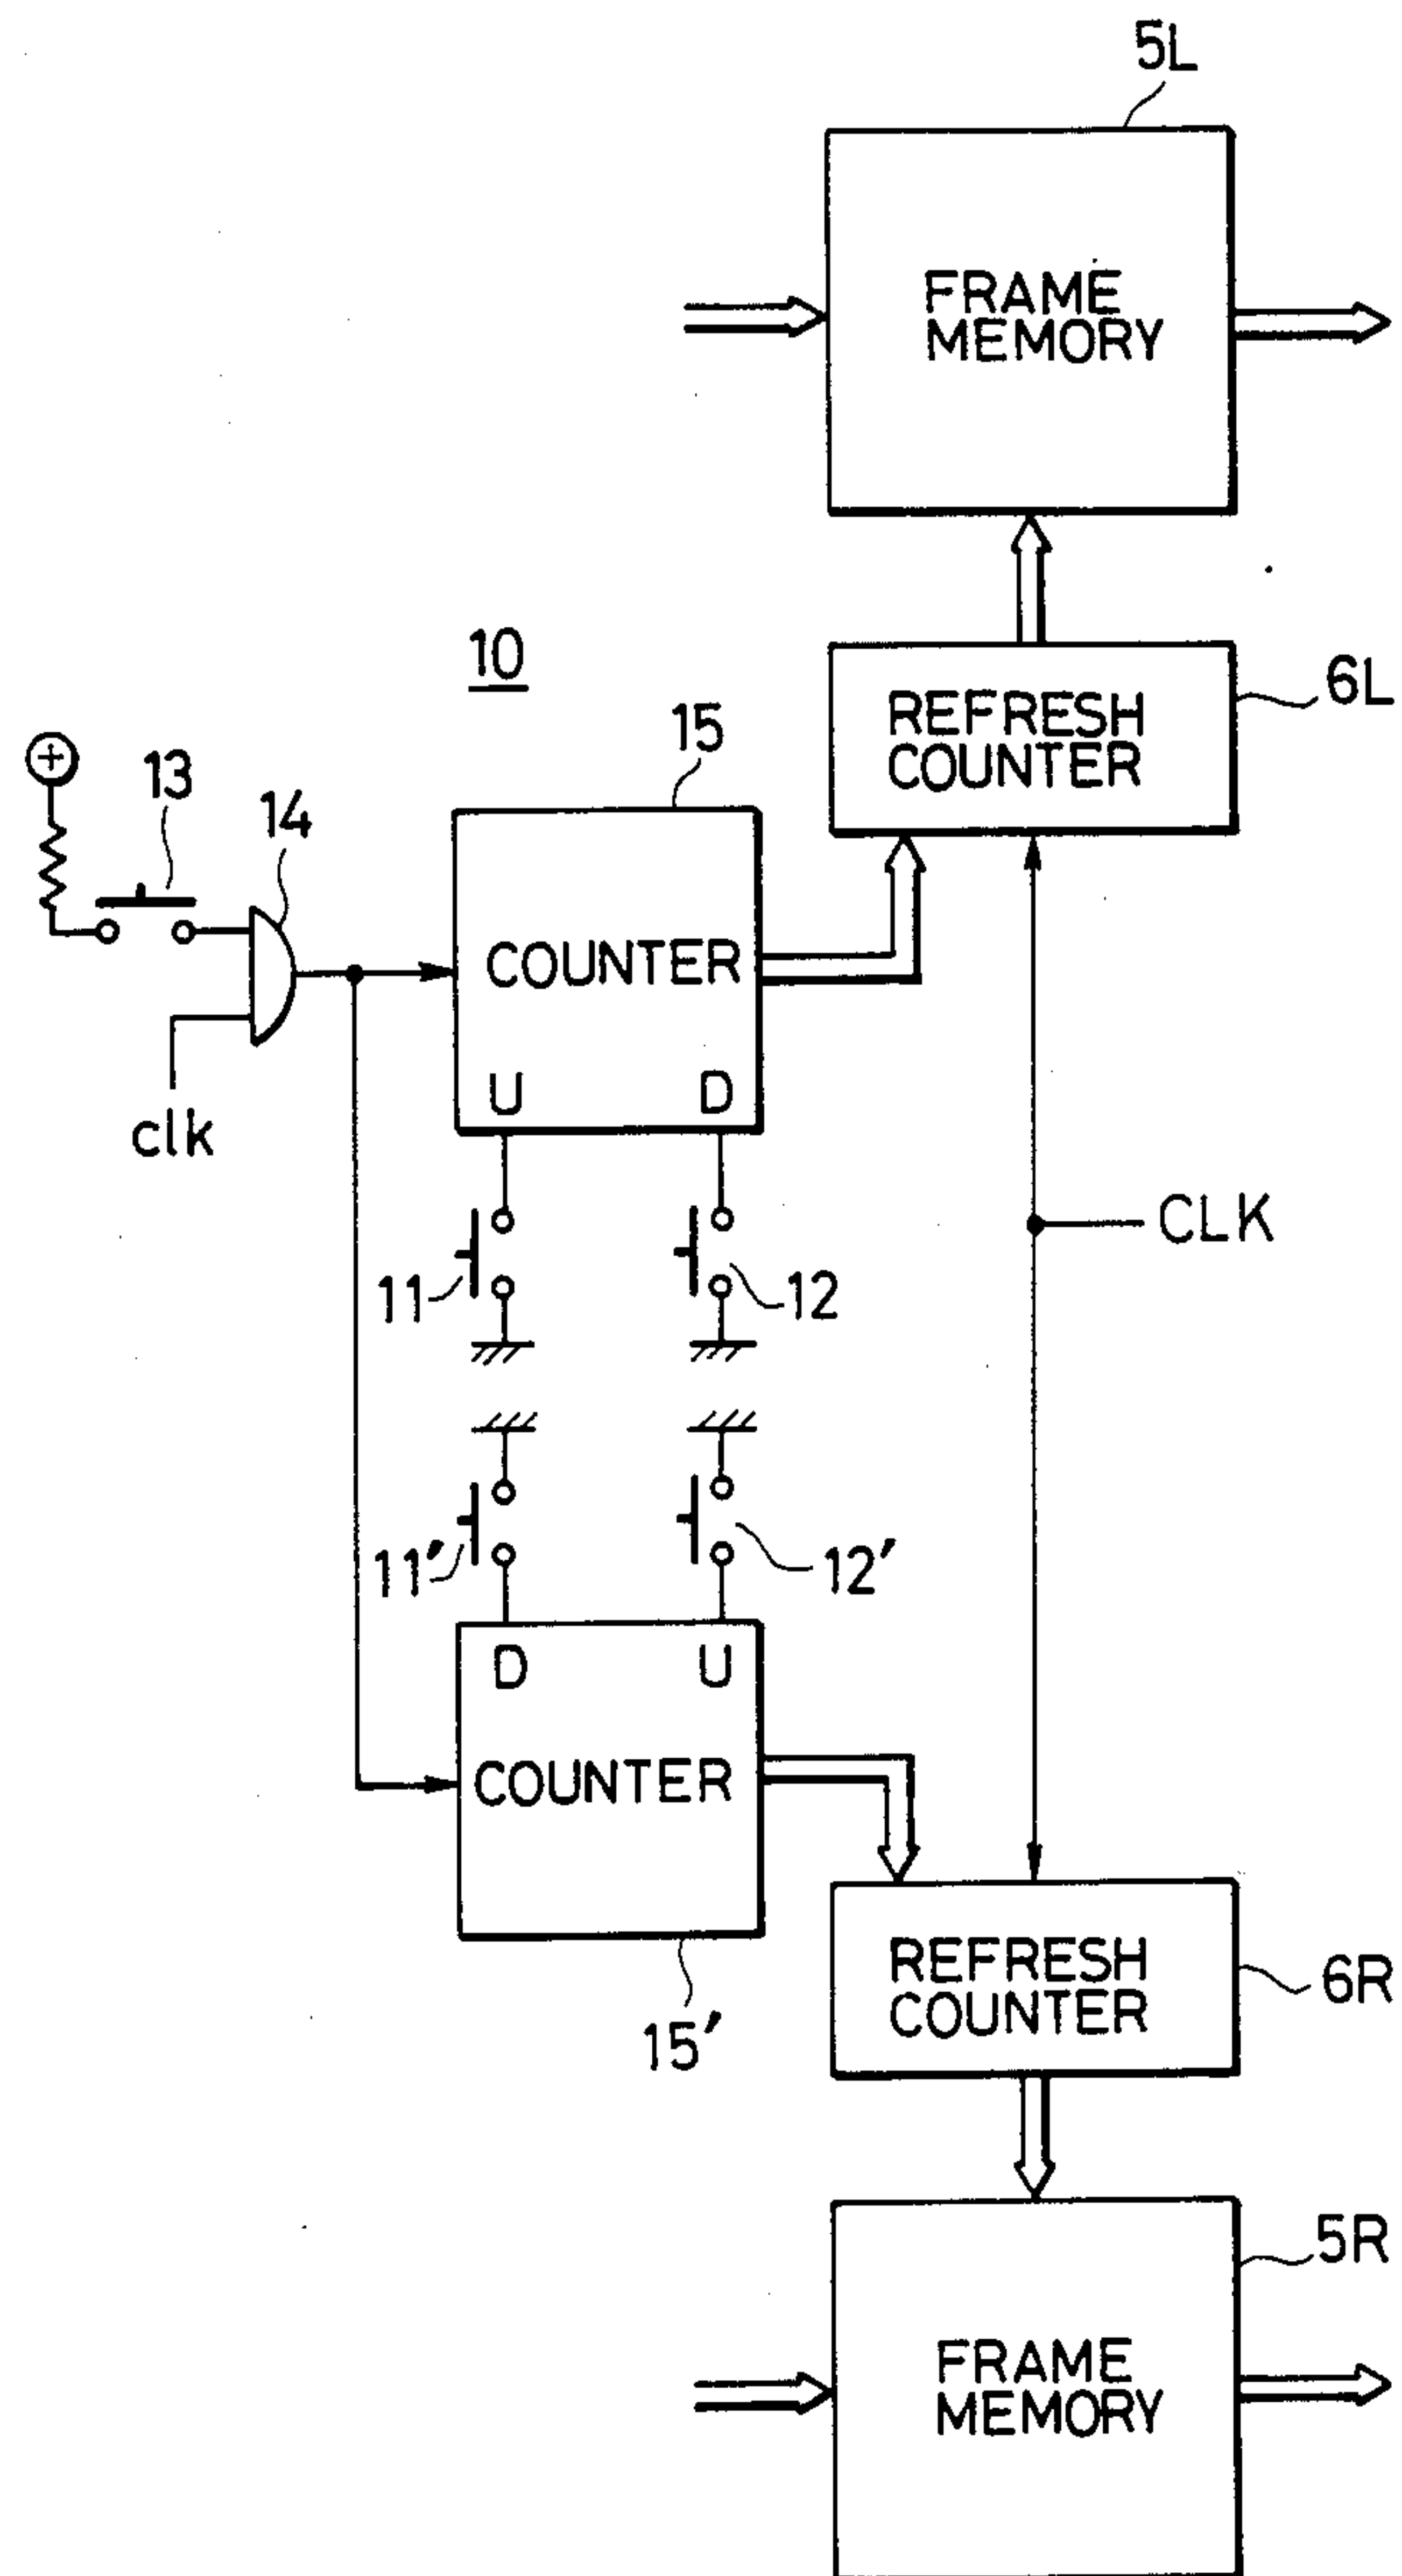 5L
FRAME
MEMORY
10
6L
REFRESH
COUNTER
15
13
14
COUNTER
U D
clk
CLK
11
12
11'
12'
D U
COUNTER
REFRESH
COUNTER
6R
15'
5R
FRAME
MEMORY